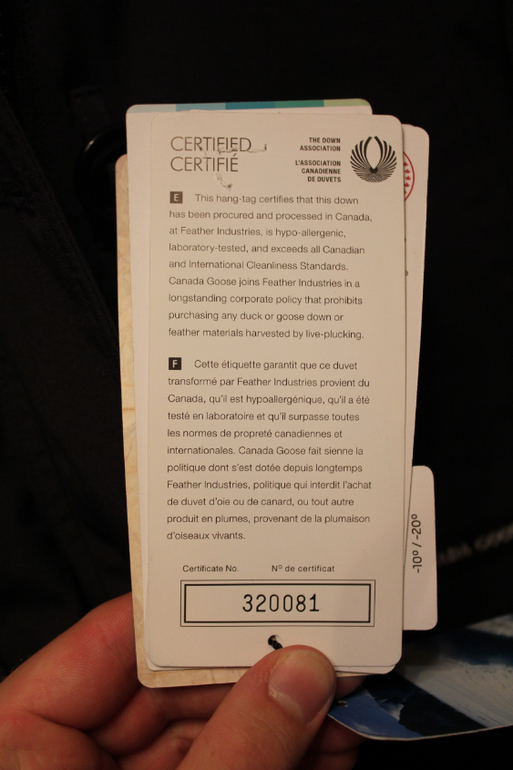 CERTIFIED
CERTIFIÉ
THE DOWN
ASSOCIATION
L'ASSOCIATION
CANADIENNE
DE DUVETS
E This hang-tag certifies that this down
has been procured and processed in Canada,
at Feather Industries, is hypo-allergenic,
laboratory-tested, and exceeds all Canadian
and International Cleanliness Standards.
Canada Goose joins Feather Industries in a
longstanding corporate policy that prohibits
purchasing any duck or goose down or
feather materials harvested by live-plucking.
F Cette étiquette garantit que ce duvet
transformé par Feather Industries provient du
Canada, qu'il est hypoallergénique, qu'il a été
testé en laboratoire et qu'il surpasse toutes
les normes de propreté canadiennes et
internationales. Canada Goose fait sienne la
politique dont s'est dotée depuis longtemps
Feather Industries, politique qui interdit l'achat
de duvet d'oie ou de canard, ou tout autre
produit en plumes, provenant de la plumaison
d'oiseaux vivants.
Certificate No. Nº de certificat
320081
-10° / -20°